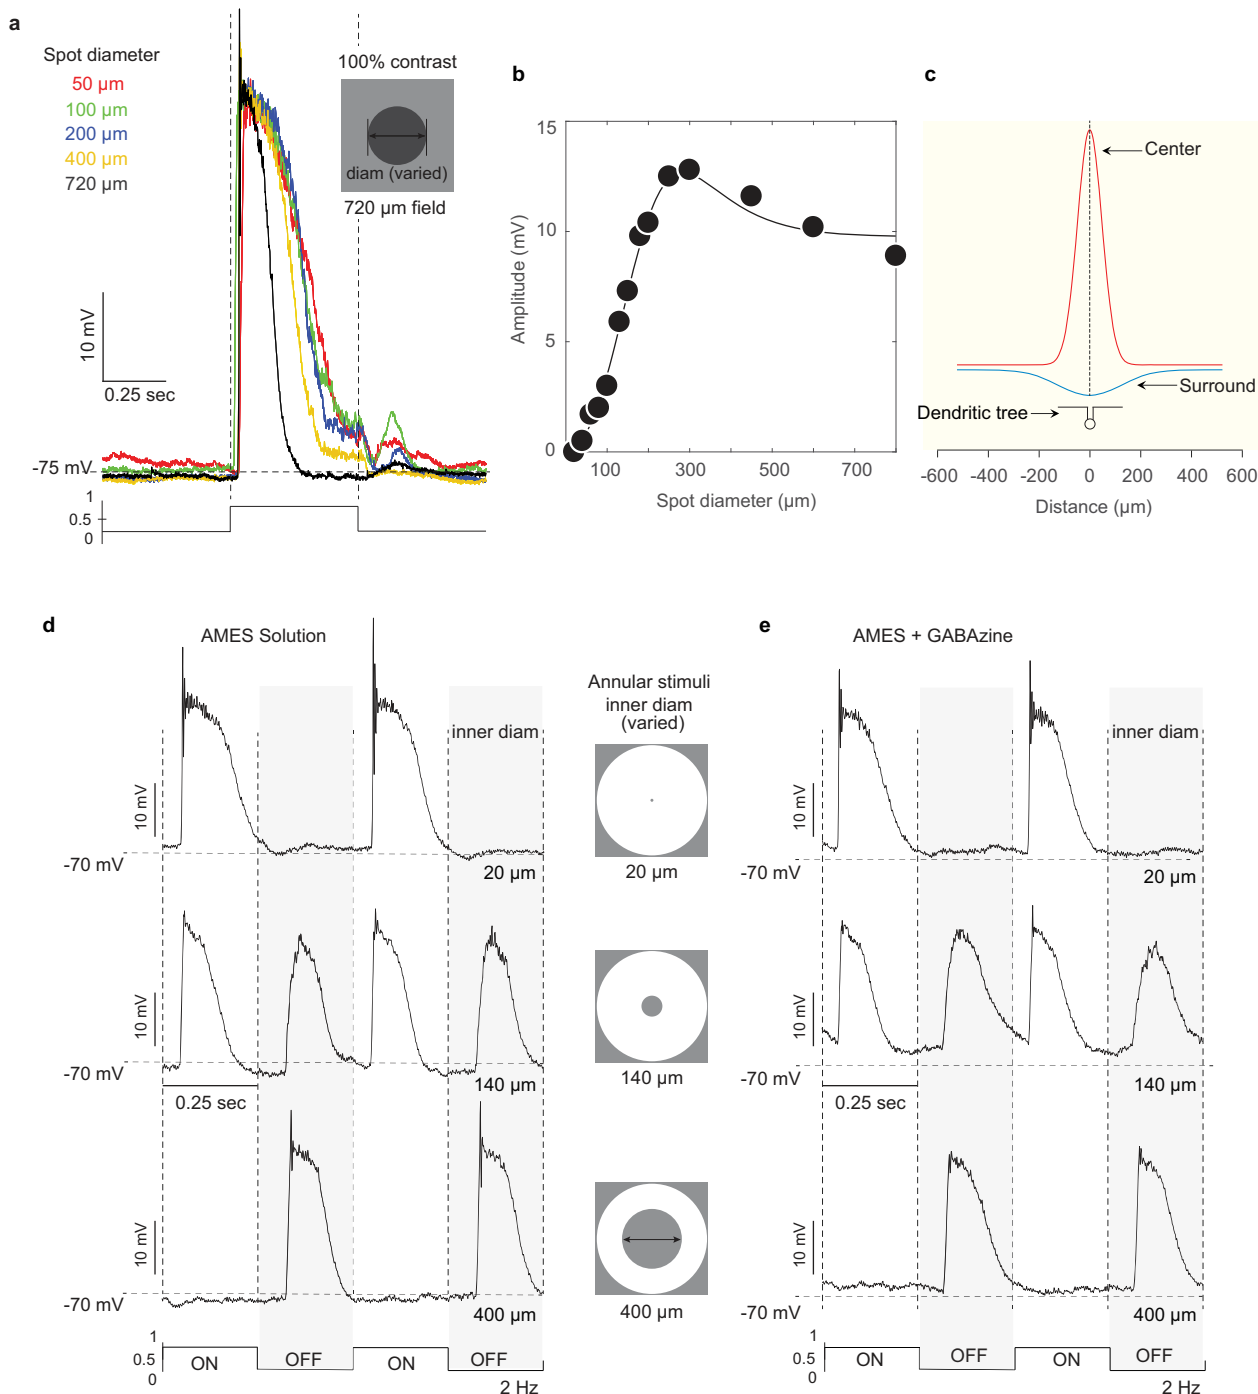 a
Spot diameter
50 µm
100 µm
200 µm
400 µm
720 µm
100% contrast
diam (varied)
720 µm field
10 mV
0.25 sec
-75 mV
1
0.5
0
b
15
10
5
0
Amplitude (mV)
100
300
500
700
Spot diameter (µm)
c
Center
Surround
Dendritic tree
-600
-400
-200
0
200
400
600
Distance (µm)
d
AMES Solution
inner diam
10 mV
-70 mV
20 µm
10 mV
-70 mV
140 µm
0.25 sec
10 mV
-70 mV
400 µm
1
0.5
0
ON
OFF
ON
OFF
2 Hz
Annular stimuli
inner diam
(varied)
20 µm
140 µm
400 µm
e
AMES + GABAzine
inner diam
10 mV
-70 mV
20 µm
10 mV
-70 mV
140 µm
0.25 sec
10 mV
-70 mV
400 µm
1
0.5
0
ON
OFF
ON
OFF
2 Hz